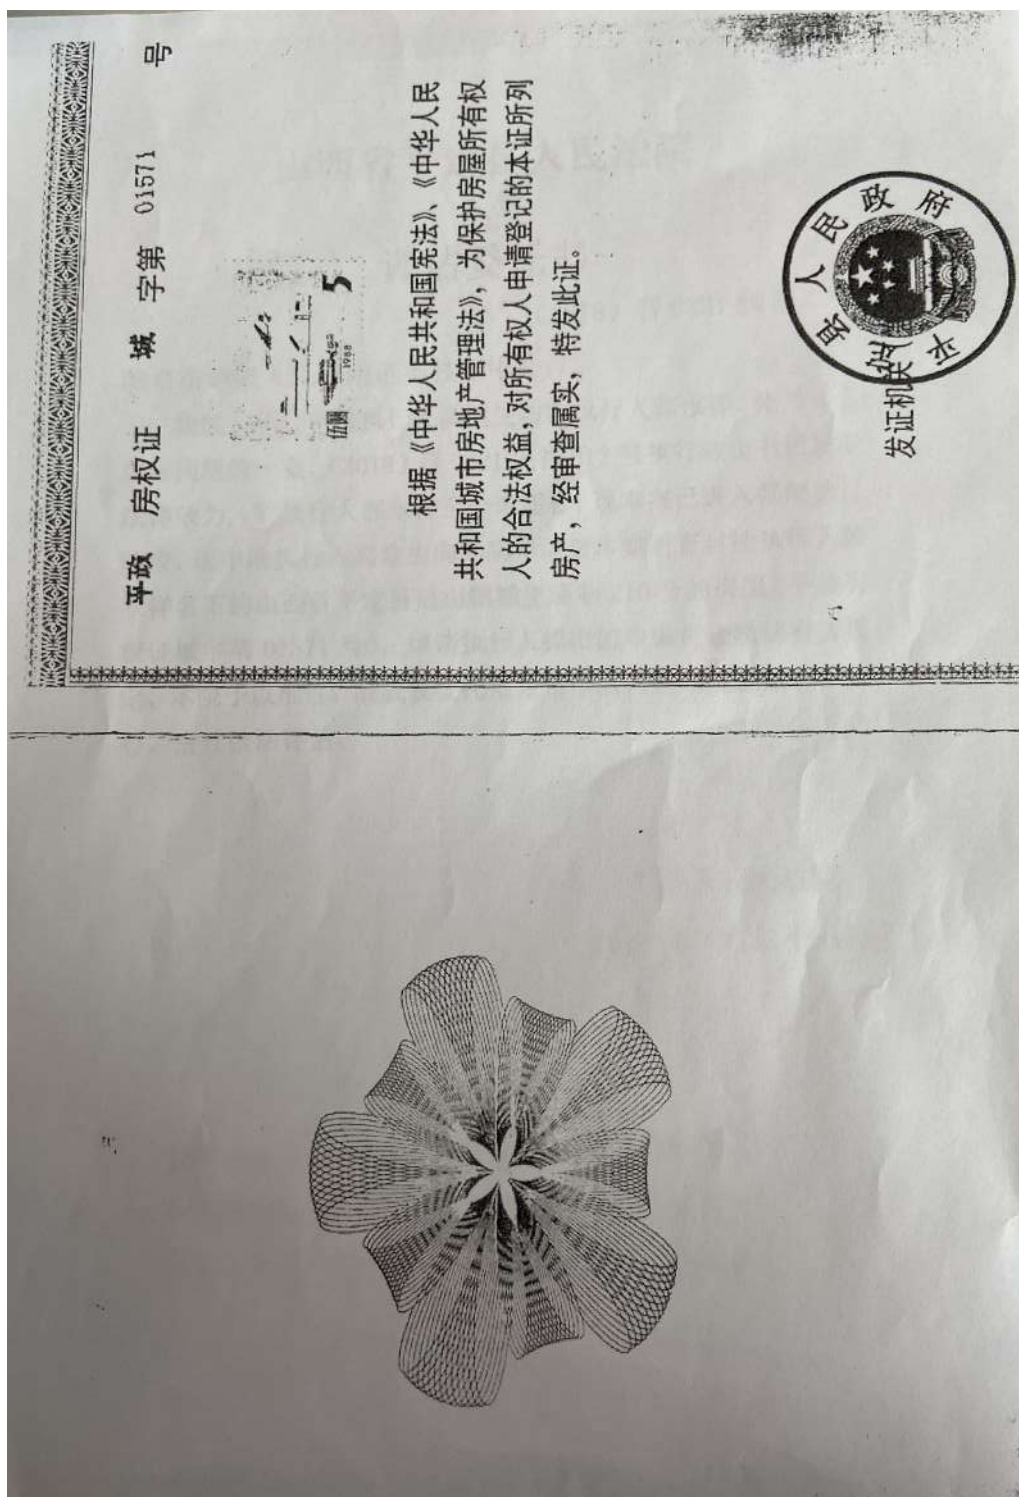 平政 房权证 城 字第 01571 号
伍圆
5
1988
根据《中华人民共和国宪法》、《中华人民
共和国城市房地产管理法》，为保护房屋所有权
人的合法权益，对所有权人申请登记的本证所列
房产，经审查属实，特发此证。
县人民政府
发证机关